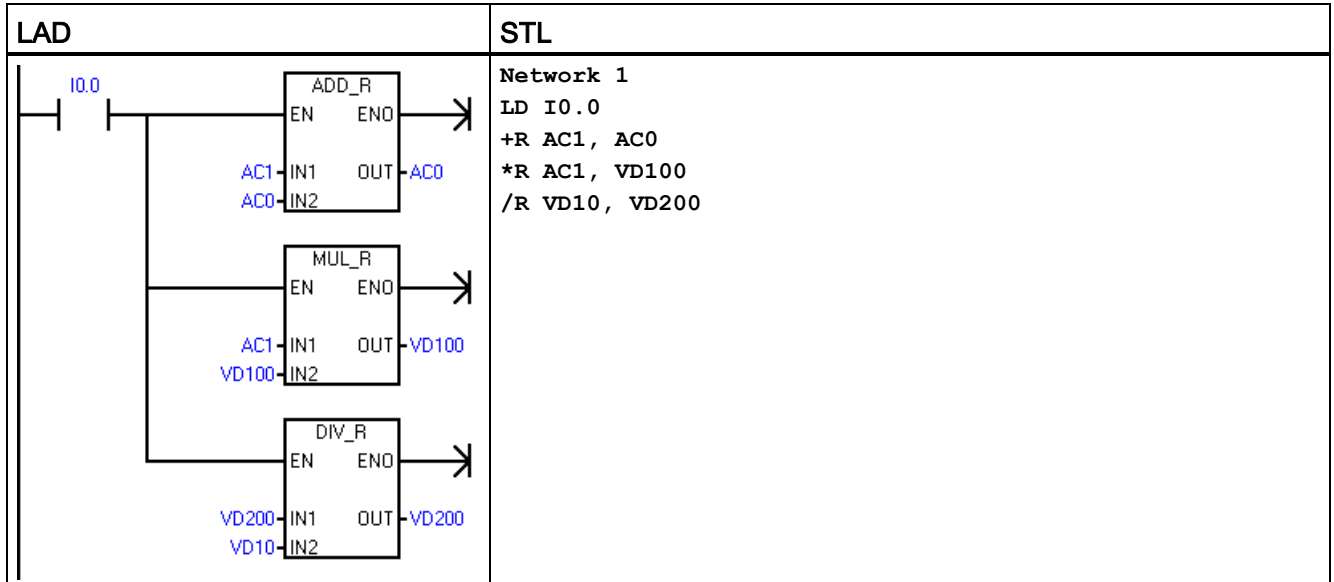 LAD
STL
I0.0
ADD_R
EN ENO
AC1 IN1 OUT AC0
AC0 IN2
MUL_R
EN ENO
AC1 IN1 OUT VD100
VD100 IN2
DIV_R
EN ENO
VD200 IN1 OUT VD200
VD10 IN2
Network 1
LD I0.0
+R AC1, AC0
*R AC1, VD100
/R VD10, VD200